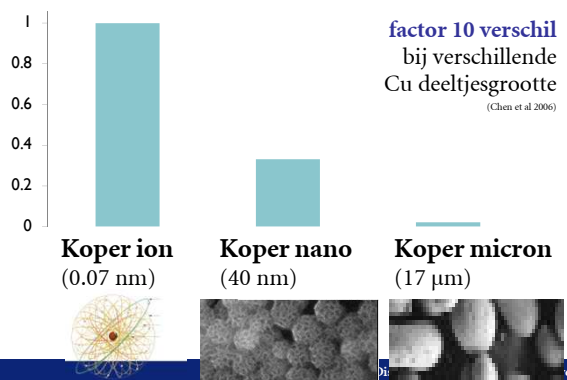 factor 10 verschil
bij verschillende
Cu deeltjesgrootte
(Chen et al 2006)
1
0.8
0.6
0.4
0.2
0
Koper ion
(0.07 nm)
Koper nano
(40 nm)
Koper micron
(17 μm)